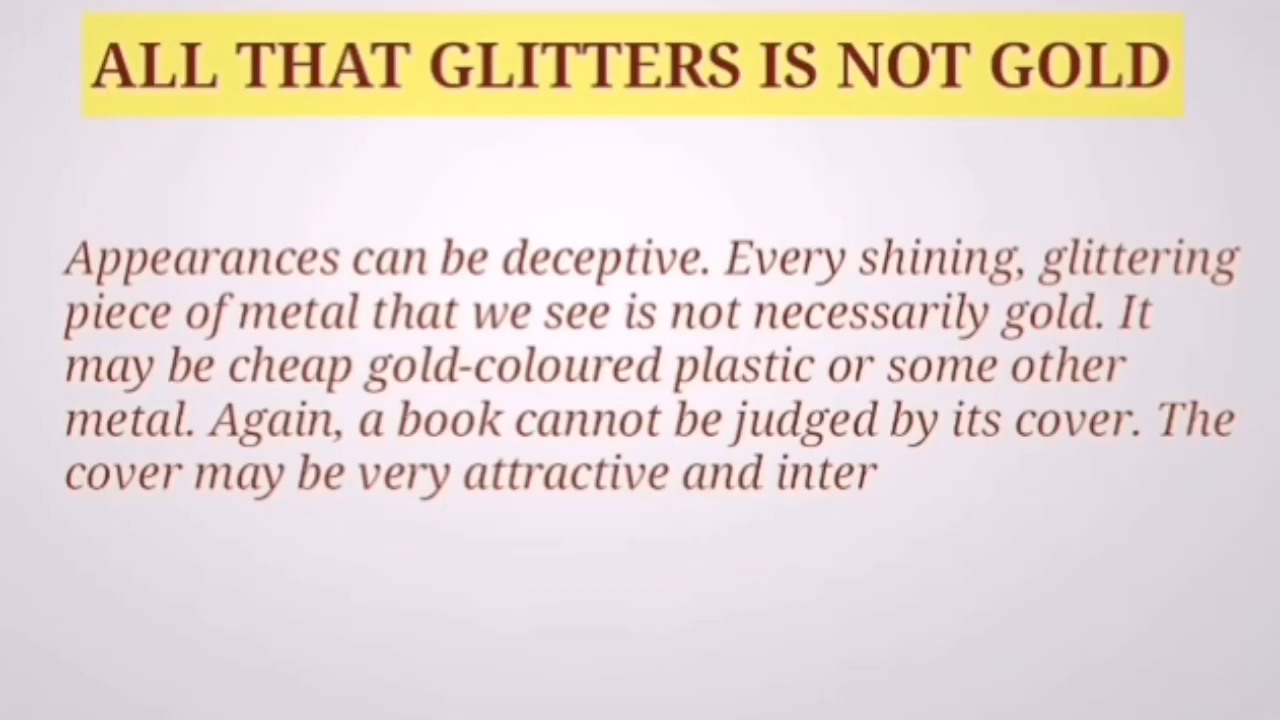 ALL THAT GLITTERS IS NOT GOLD
Appearances can be deceptive. Every shining, glittering
piece of metal that we see is not necessarily gold. It
may be cheap gold-coloured plastic or some other
metal. Again, a book cannot be judged by its cover. The
cover may be very attractive and inter